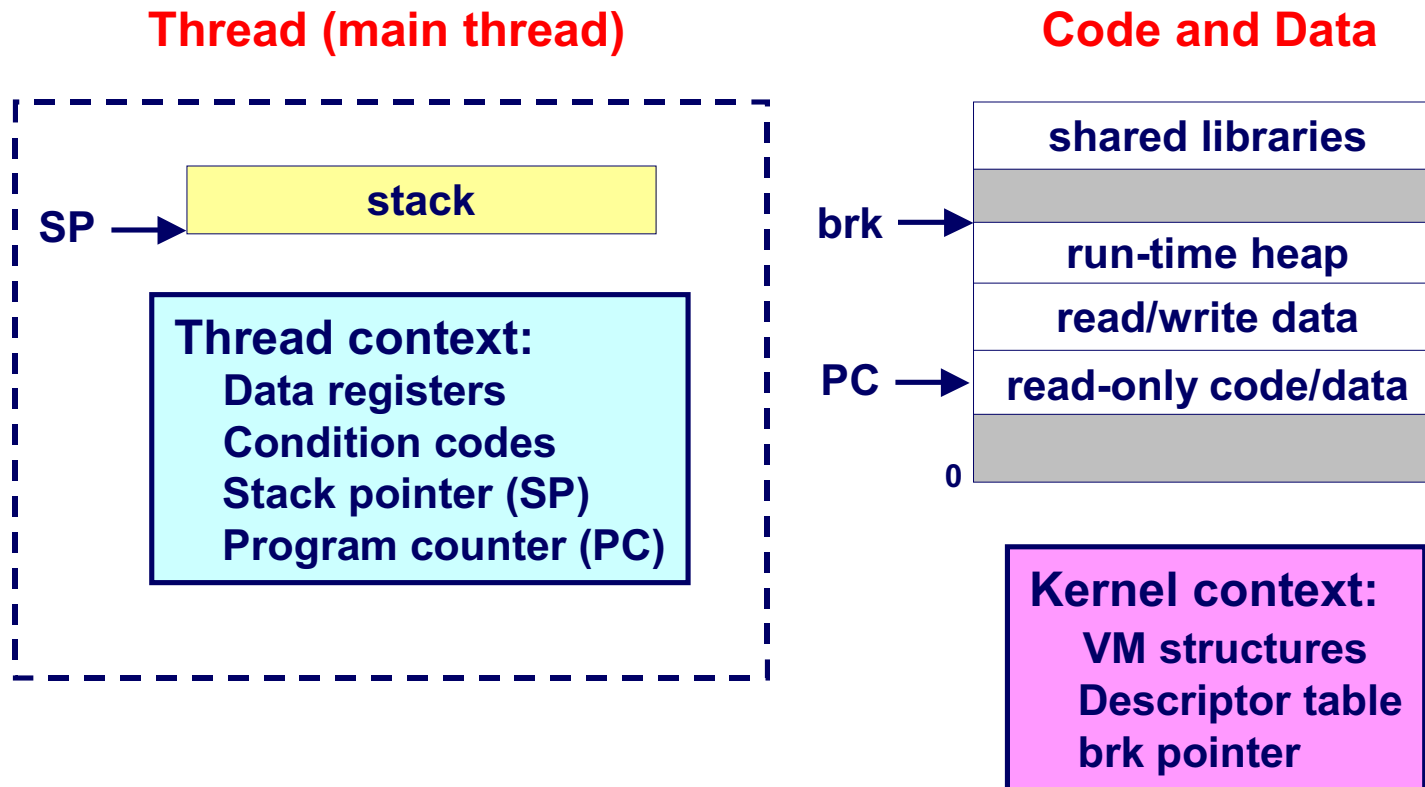 Thread (main thread)
SP
stack
Thread context:
Data registers
Condition codes
Stack pointer (SP)
Program counter (PC)
Code and Data
shared libraries
brk
run-time heap
read/write data
PC
read-only code/data
0
Kernel context:
VM structures
Descriptor table
brk pointer